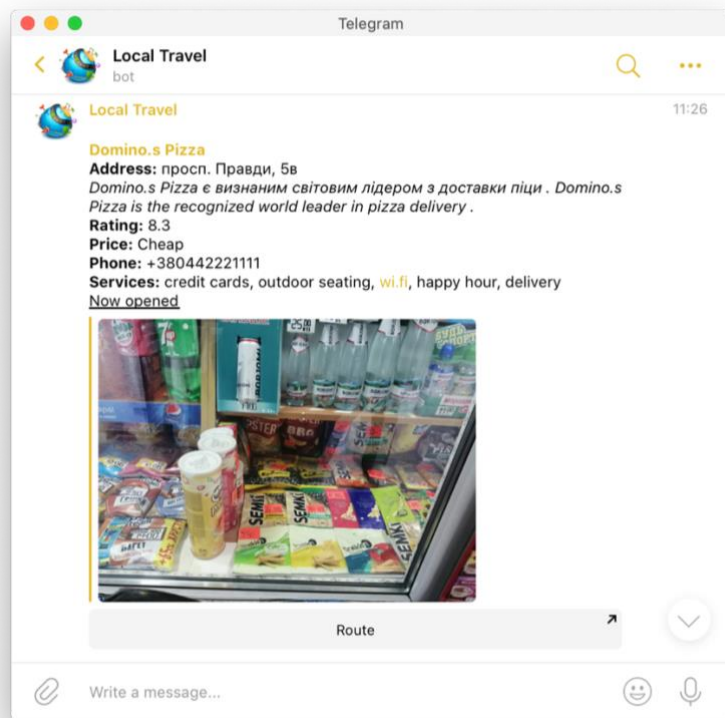 Telegram
Local Travel
bot
Local Travel
11:26
Domino.s Pizza
Address: просп. Правди, 5в
Domino.s Pizza є визнаним світовим лідером з доставки піци . Domino.s
Pizza is the recognized world leader in pizza delivery .
Rating: 8.3
Price: Cheap
Phone: +380442221111
Services: credit cards, outdoor seating, wi.fi, happy hour, delivery
Now opened
SEMKI
SEMKI
SEMKI
Route
Write a message...